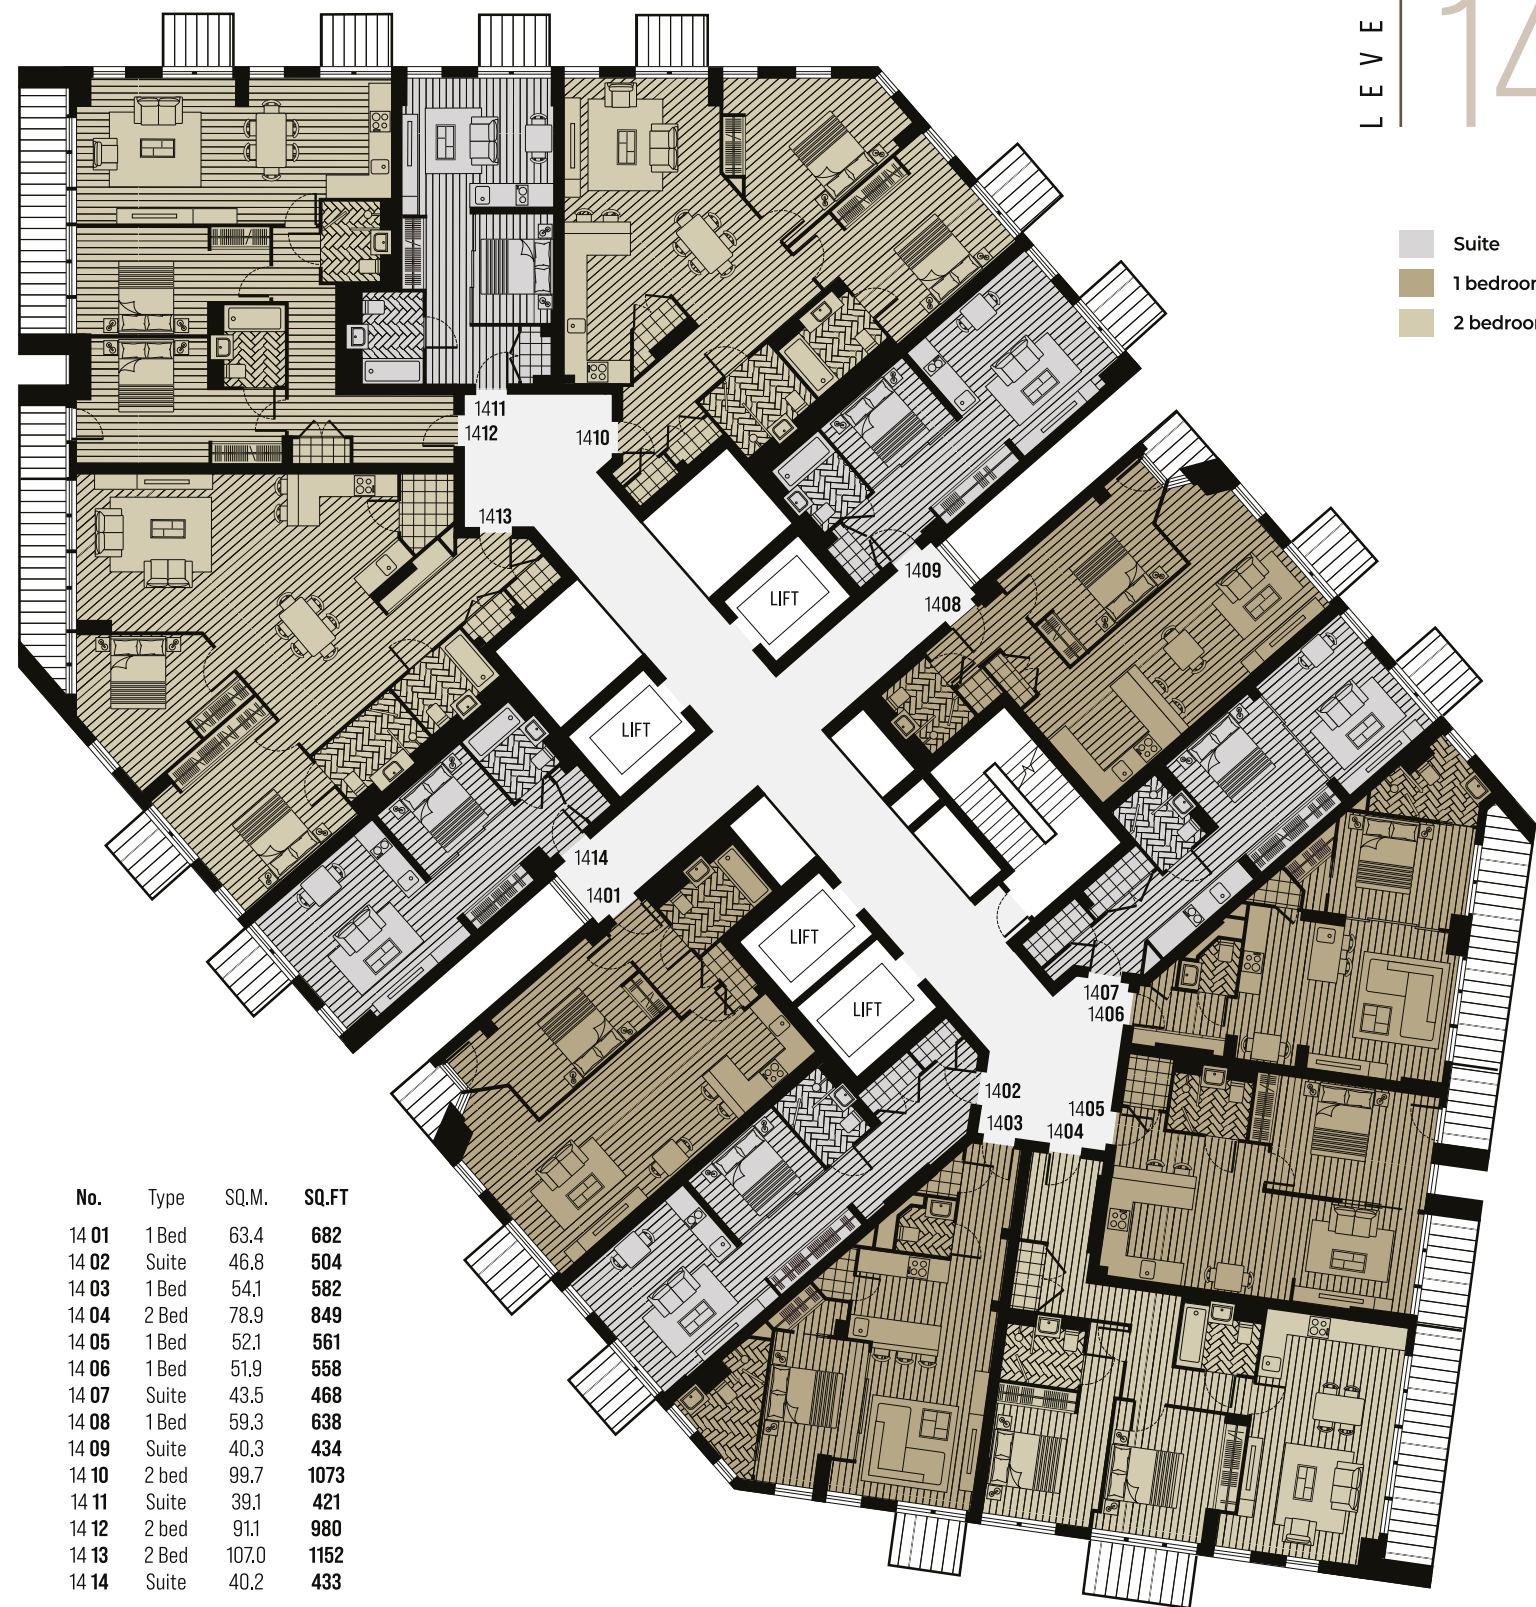 LEVE
14
Suite
1 bedroo
2 bedroo
1411
1412
1410
1413
1409
1408
LIFT
LIFT
1414
1401
LIFT
LIFT
1407
1406
1402
1405
1403
1404
No. Type SQ.M. SQ.FT
14 01 1 Bed 63.4 682
14 02 Suite 46.8 504
14 03 1 Bed 54.1 582
14 04 2 Bed 78.9 849
14 05 1 Bed 52.1 561
14 06 1 Bed 51.9 558
14 07 Suite 43.5 468
14 08 1 Bed 59.3 638
14 09 Suite 40.3 434
14 10 2 bed 99.7 1073
14 11 Suite 39.1 421
14 12 2 bed 91.1 980
14 13 2 Bed 107.0 1152
14 14 Suite 40.2 433